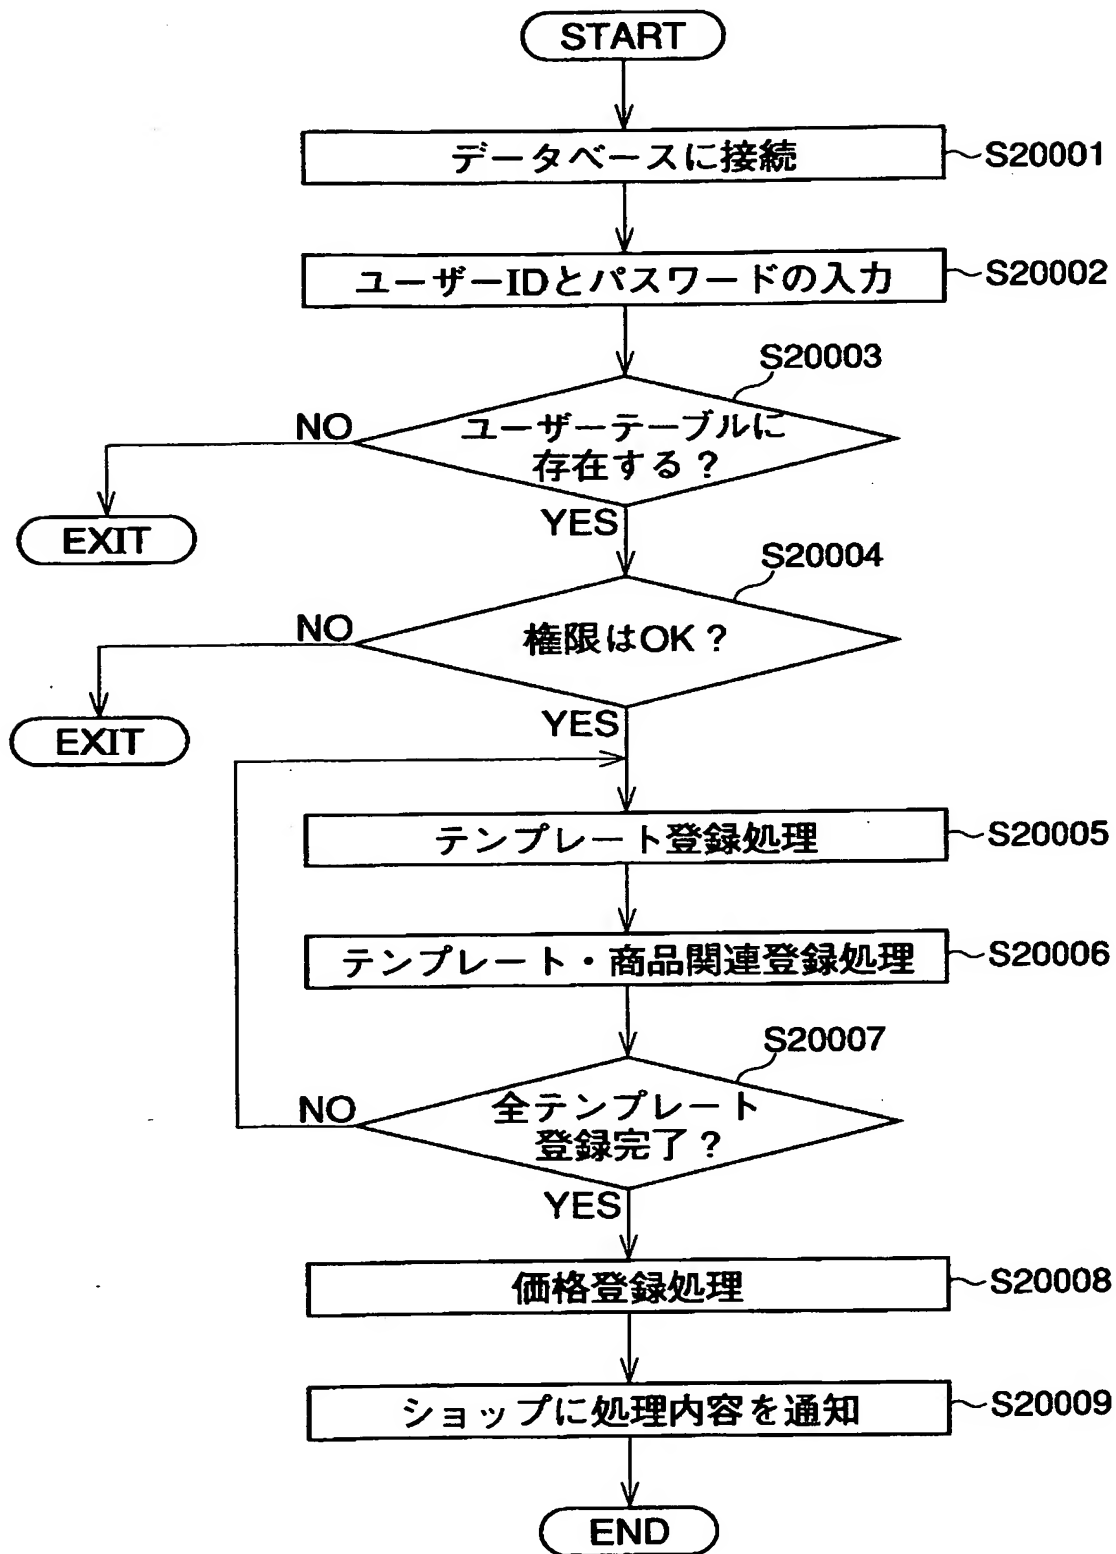 START
データベースに接続
S20001
ユーザーIDとパスワードの入力
S20002
S20003
ユーザーテーブルに
存在する？
NO
EXIT
YES
S20004
権限はOK？
NO
EXIT
YES
テンプレート登録処理
S20005
テンプレート・商品関連登録処理
S20006
S20007
全テンプレート
登録完了？
NO
YES
価格登録処理
S20008
ショップに処理内容を通知
S20009
END